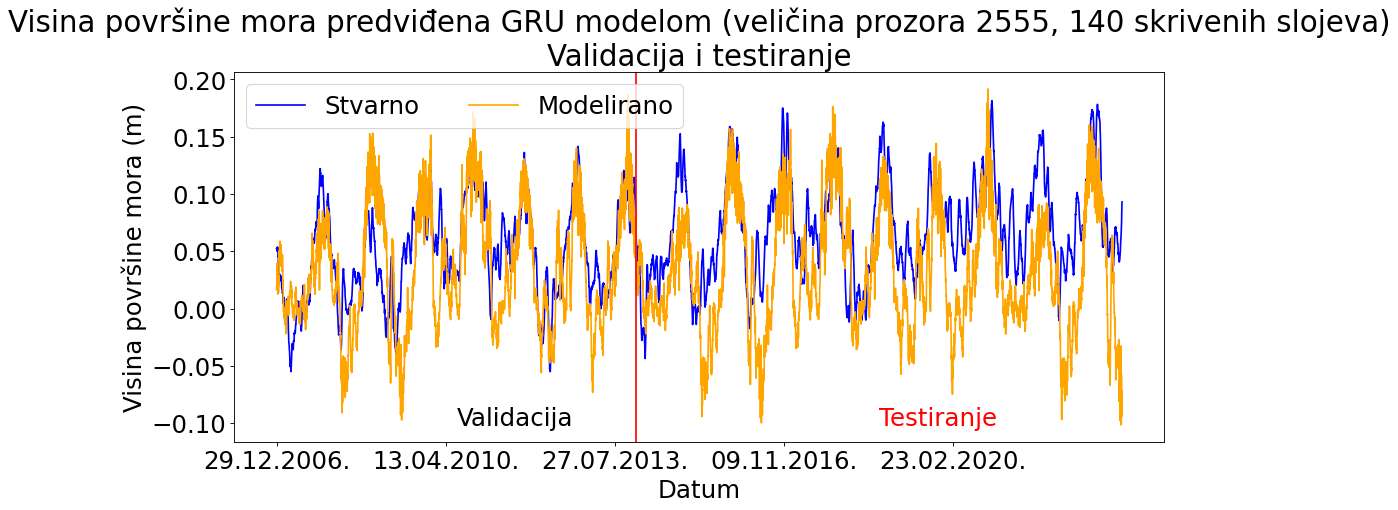 Visina površine mora predviđena GRU modelom (veličina prozora 2555, 140 skrivenih slojeva)
Validacija i testiranje
Stvarno
Modelirano
Visina površine mora (m)
0.20
0.15
0.10
0.05
0.00
−0.05
−0.10
Validacija
Testiranje
29.12.2006.
13.04.2010.
27.07.2013.
09.11.2016.
23.02.2020.
Datum